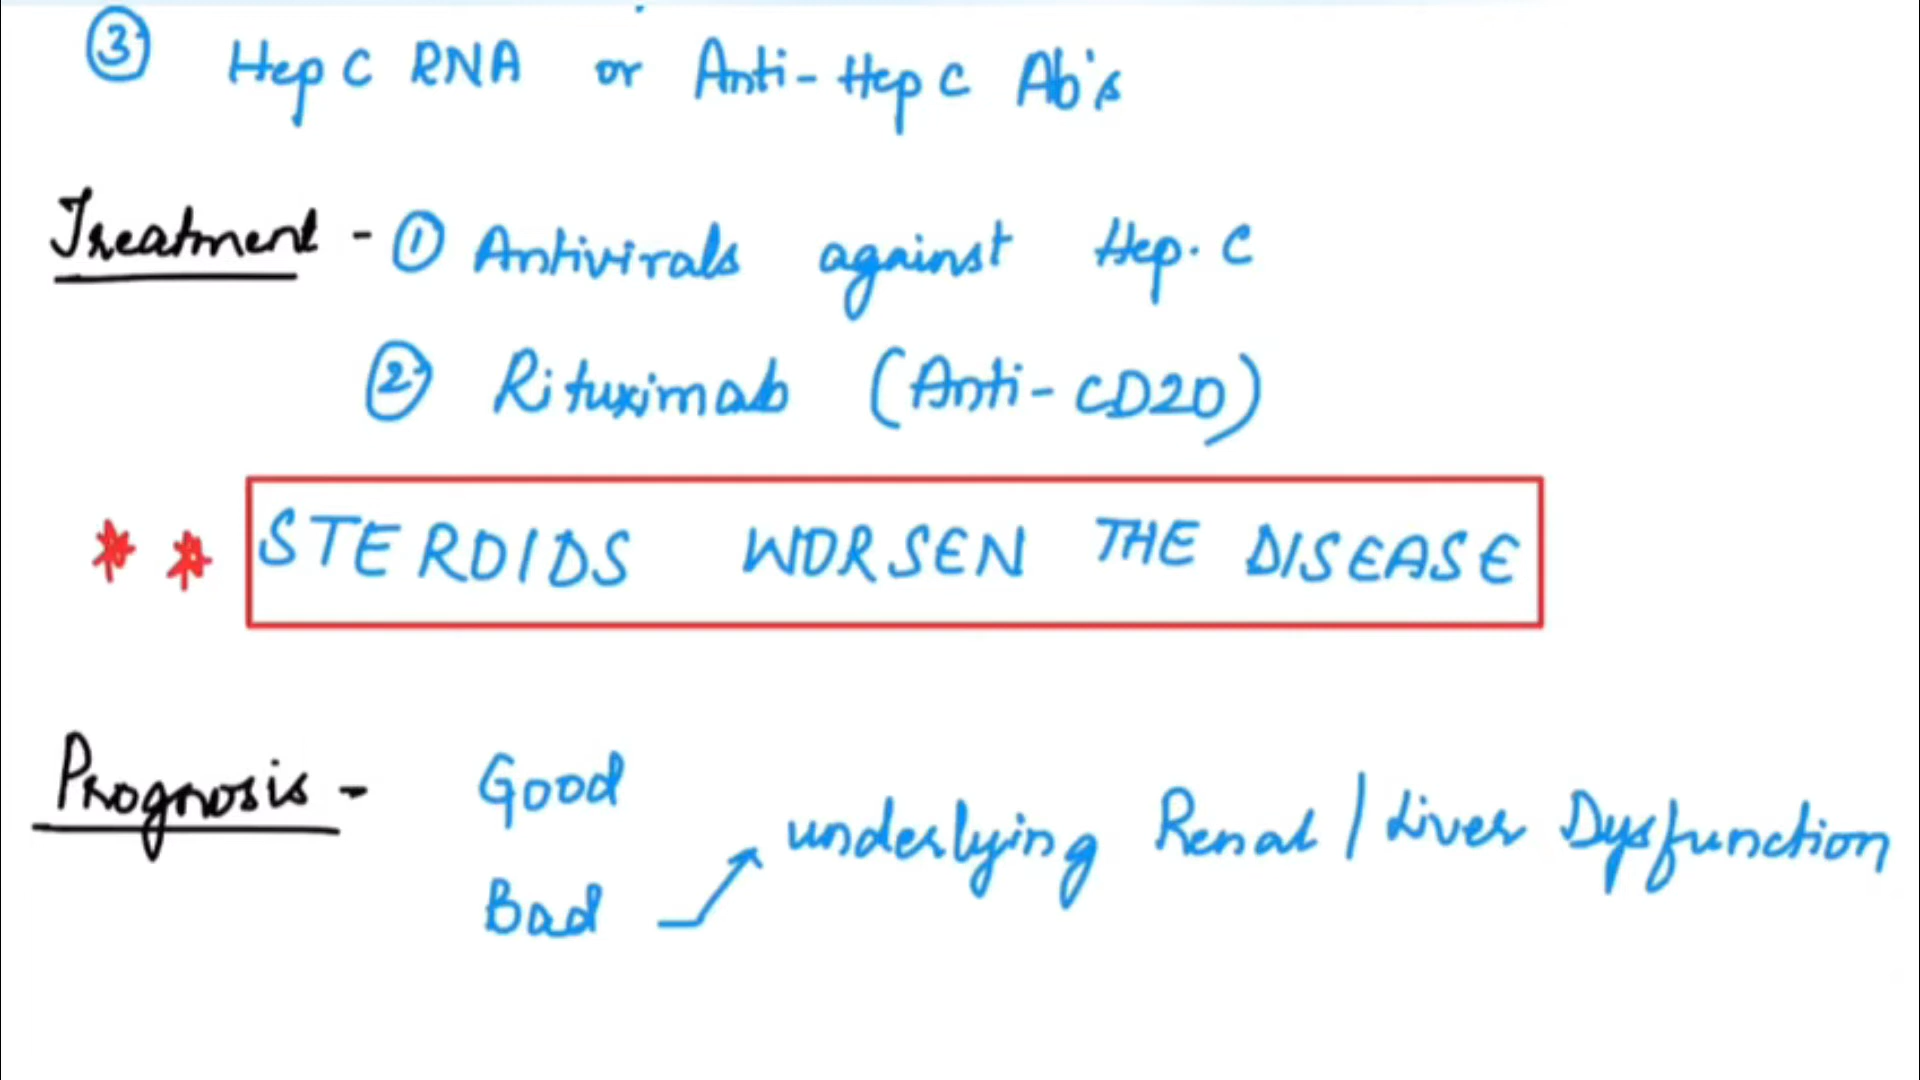 ③ Hep C RNA or Anti-Hep C Ab's
Treatment - ① Antivirals against Hep. C
② Rituximab (Anti-CD20)
** STEROIDS WORSEN THE DISEASE
Prognosis - Good
underlying Renal / Liver Dysfunction
Bad